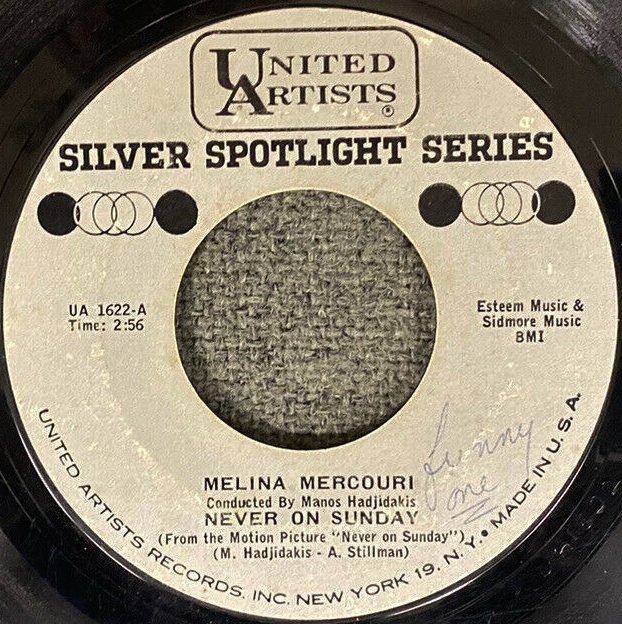 UNITED
ARTISTS®
SILVER SPOTLIGHT SERIES
UA 1622-A
Time: 2:56
Esteem Music &
Sidmore Music
BMI
MELINA MERCOURI
Conducted By Manos Hadjidakis
NEVER ON SUNDAY
(From the Motion Picture "Never on Sunday")
(M. Hadjidakis - A. Stillman)
funny
one
UNITED ARTISTS RECORDS, INC. NEW YORK 19, N. Y. • MADE IN U. S. A.